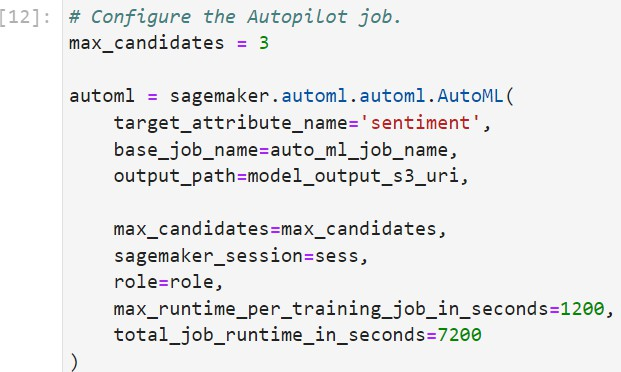 [12]: # Configure the Autopilot job.
max_candidates = 3
automl = sagemaker.automl.automl.AutoML(
target_attribute_name='sentiment',
base_job_name=auto_ml_job_name,
output_path=model_output_s3_uri,
max_candidates=max_candidates,
sagemaker_session=sess,
role=role,
max_runtime_per_training_job_in_seconds=1200,
total_job_runtime_in_seconds=7200
)